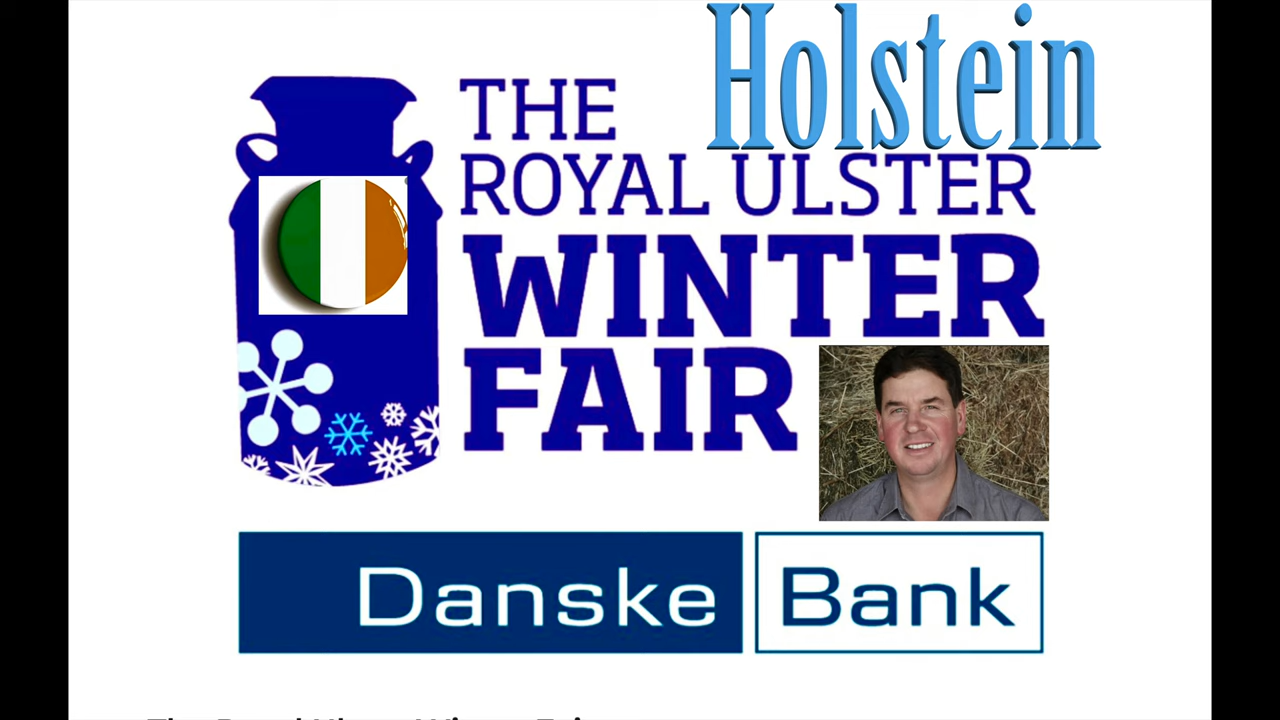 Holstein
THE
ROYAL ULSTER
WINTER
FAIR
Danske Bank